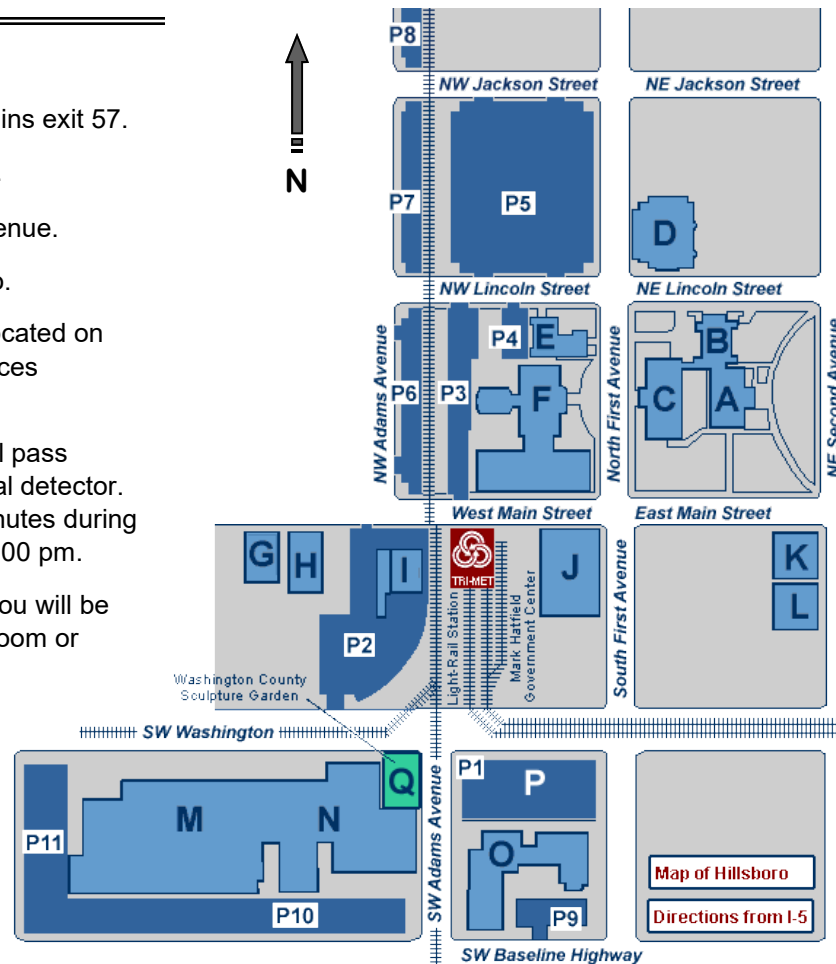 ins exit 57.
enue.
o.
ocated on
ces
l pass
al detector.
nutes during
00 pm.
ou will be
oom or
N
P8
NW Jackson Street
NE Jackson Street
P7
P5
D
NW Lincoln Street
NE Lincoln Street
NW Adams Avenue
P6
P3
P4
E
F
North First Avenue
B
C
A
NE Second Avenue
West Main Street
East Main Street
G
H
I
P2
TRI-MET
Light-Rail Station
Mark Hatfield
Government Center
J
South First Avenue
K
L
Washington County
Sculpture Garden
SW Washington
Q
M
N
P11
P10
SW Adams Avenue
P1
P
O
P9
Map of Hillsboro
Directions from I-5
SW Baseline Highway